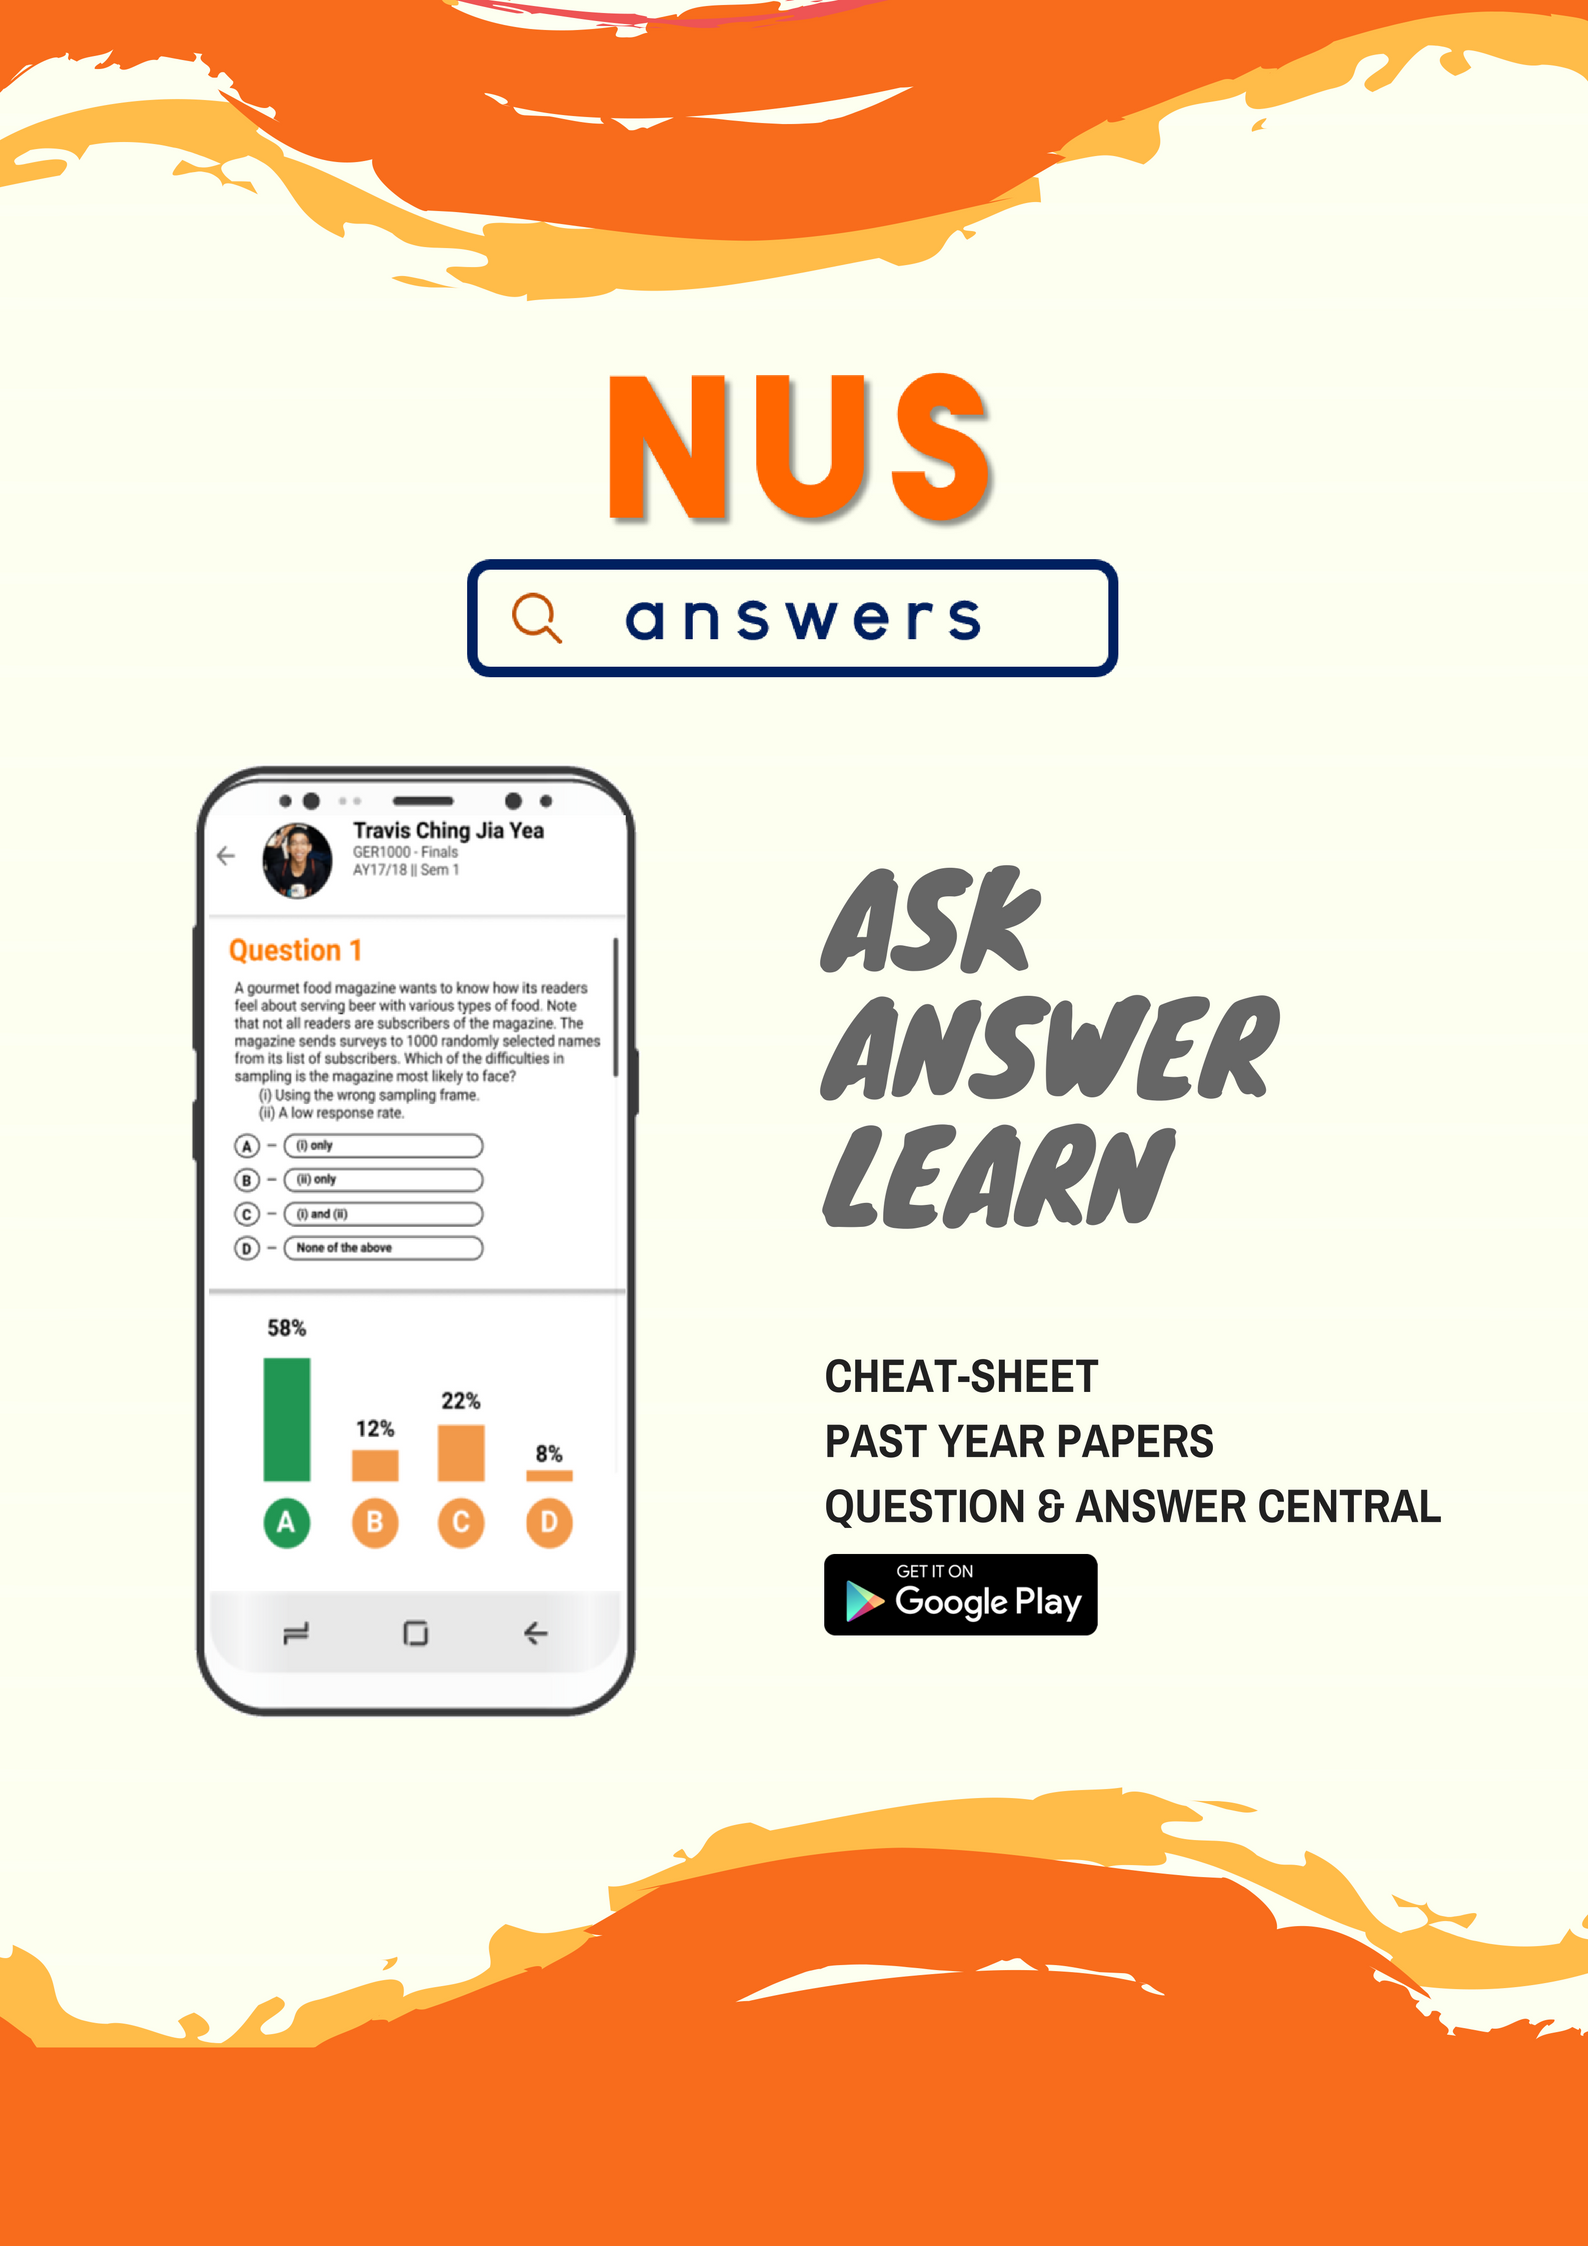 NUS
answers
Travis Ching Jia Yea
GER1000 - Finals
AY17/18 || Sem 1
Question 1
A gourmet food magazine wants to know how its readers
feel about serving beer with various types of food. Note
that not all readers are subscribers of the magazine. The
magazine sends surveys to 1000 randomly selected names
from its list of subscribers. Which of the difficulties in
sampling is the magazine most likely to face?
(i) Using the wrong sampling frame.
(ii) A low response rate.
A – (i) only
B – (ii) only
C – (i) and (ii)
D – None of the above
58% 12% 22% 8%
A B C D
ASK
ANSWER
LEARN
CHEAT-SHEET
PAST YEAR PAPERS
QUESTION & ANSWER CENTRAL
GET IT ON
Google Play